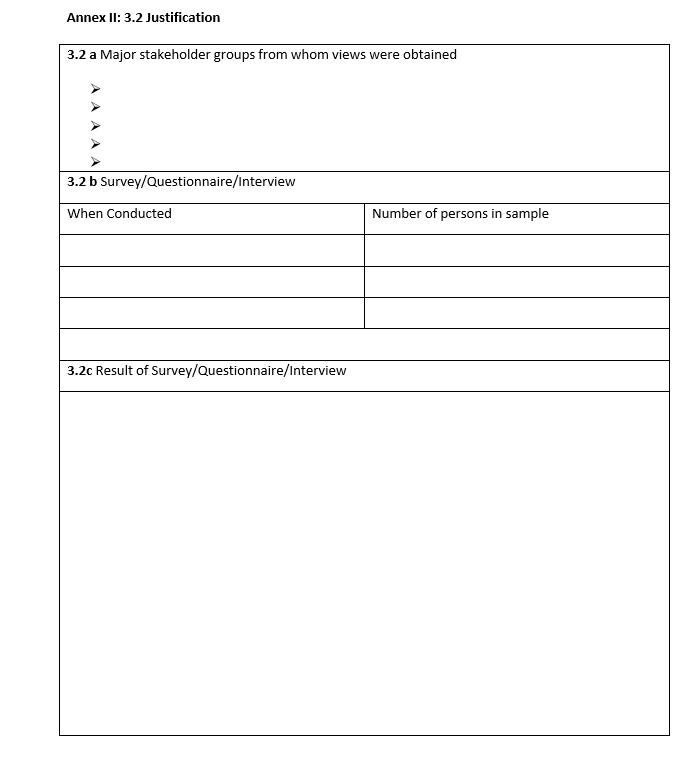 Annex II: 3.2 Justification
3.2 a Major stakeholder groups from whom views were obtained
➢
➢
➢
➢
➢
3.2 b Survey/Questionnaire/Interview
When Conducted
Number of persons in sample
3.2c Result of Survey/Questionnaire/Interview